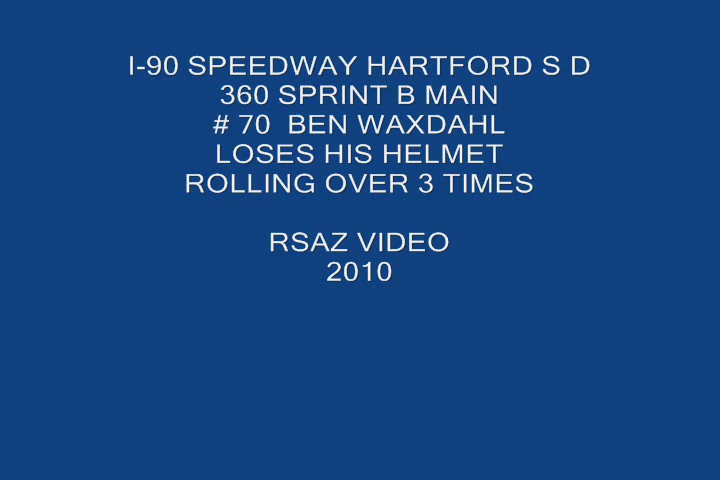 I-90 SPEEDWAY HARTFORD S D
360 SPRINT B MAIN
# 70  BEN WAXDAHL
LOSES HIS HELMET
ROLLING OVER 3 TIMES
RSAZ VIDEO
2010